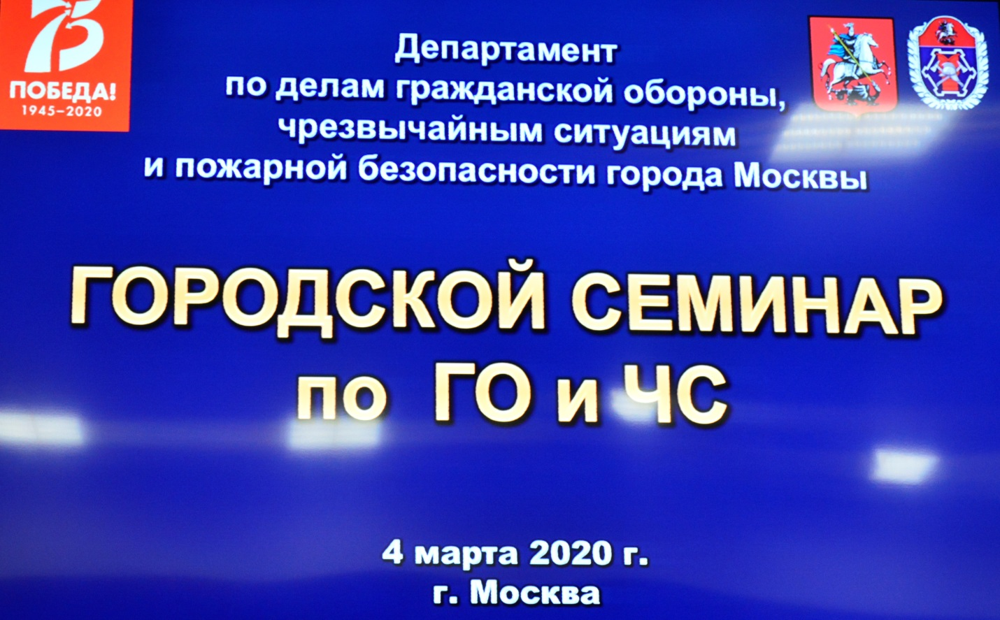 75
ПОБЕДА!
1945–2020
Департамент
по делам гражданской обороны,
чрезвычайным ситуациям
и пожарной безопасности города Москвы
ГОРОДСКОЙ СЕМИНАР
по ГО и ЧС
4 марта 2020 г.
г. Москва